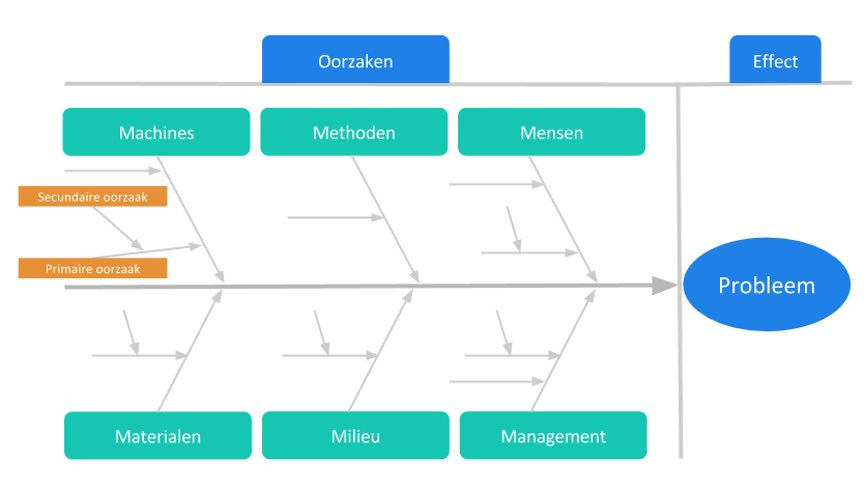 Oorzaken
Effect
Machines
Methoden
Mensen
Secundaire oorzaak
Primaire oorzaak
Probleem
Materialen
Milieu
Management